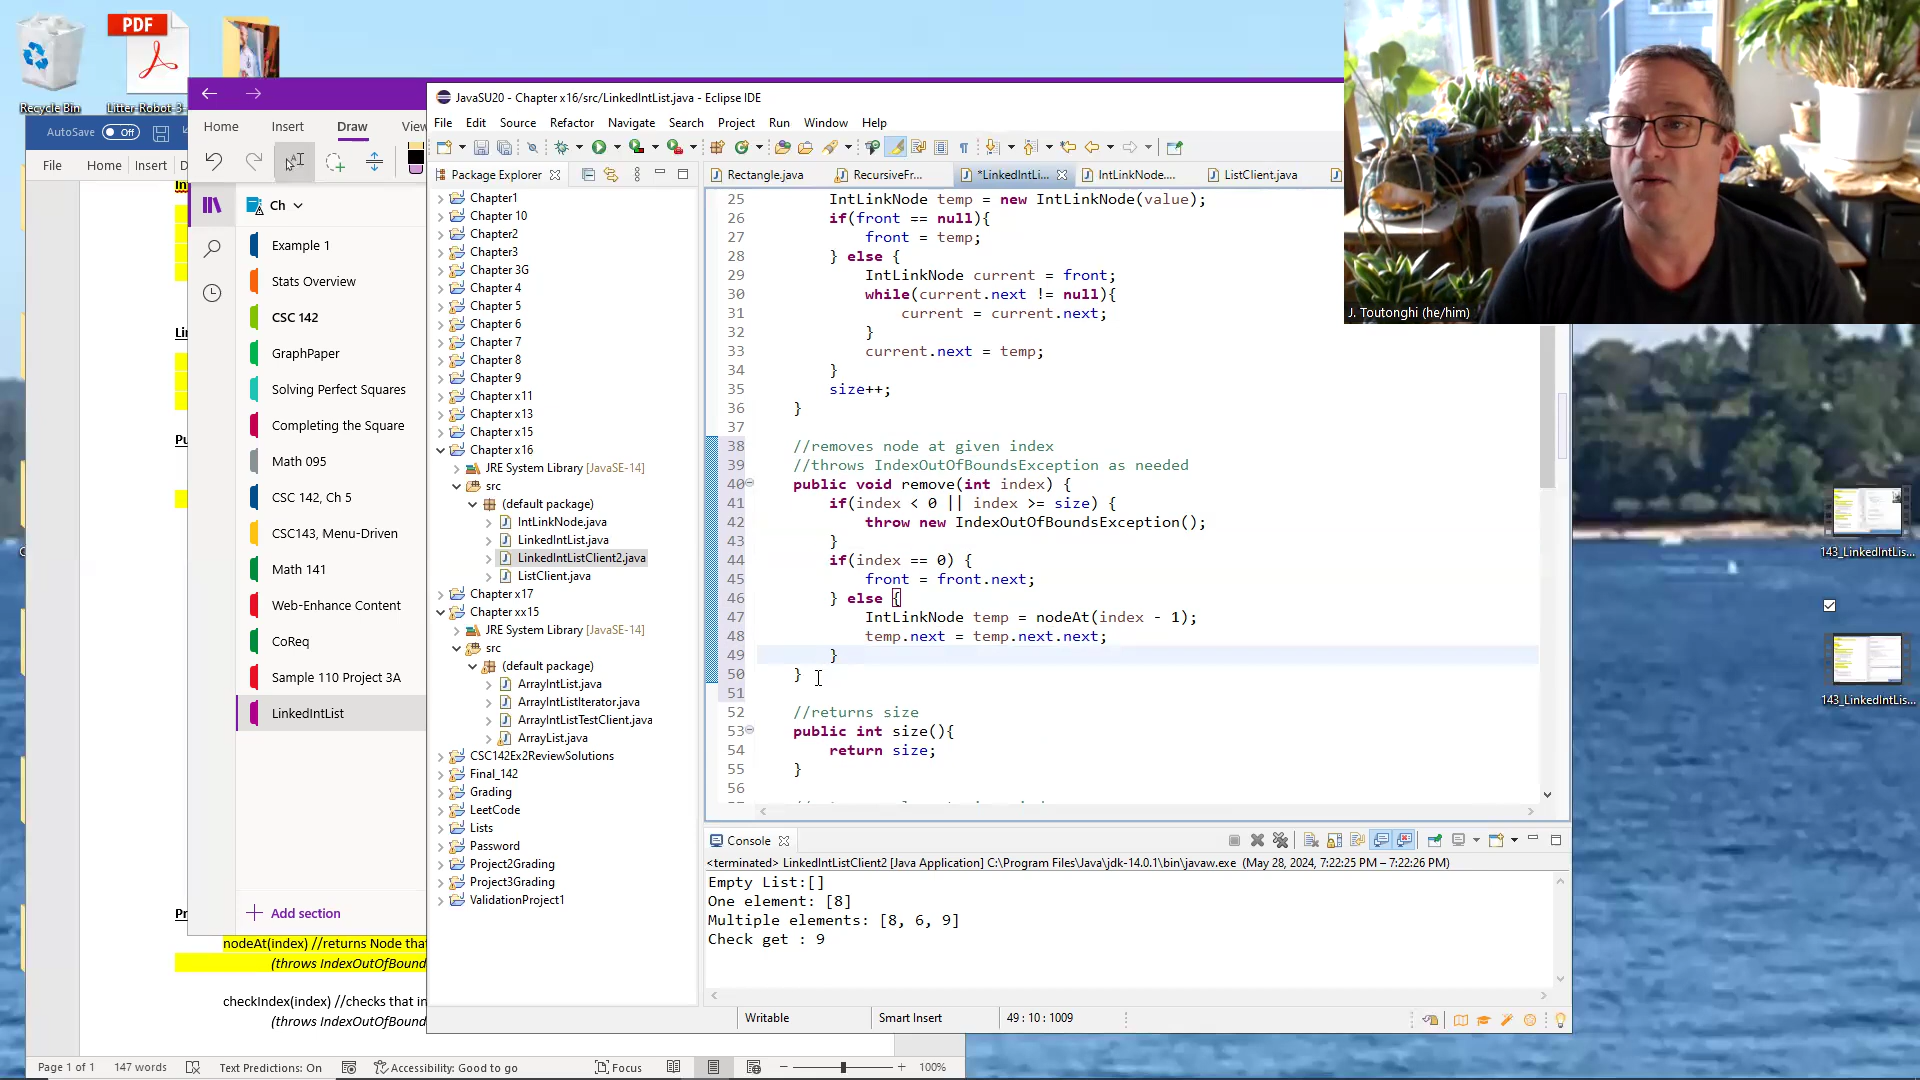 PDF
Recycle Bin
Litter-Robot-3
AutoSave
Off
File
Home
Insert
nodeAt(index) //returns Node that
(throws IndexOutOfBound
checkIndex(index) //checks that in
(throws IndexOutOfBound
Page 1 of 1
147 words
Text Predictions: On
Accessibility: Good to go
Focus
100%
Home
Insert
Draw
View
Ch
Example 1
Stats Overview
CSC 142
GraphPaper
Solving Perfect Squares
Completing the Square
Math 095
CSC 142, Ch 5
CSC143, Menu-Driven
Math 141
Web-Enhance Content
CoReq
Sample 110 Project 3A
LinkedIntList
Add section
JavaSU20 - Chapter x16/src/LinkedIntList.java - Eclipse IDE
File Edit Source Refactor Navigate Search Project Run Window Help
Package Explorer
Chapter1
Chapter 10
Chapter2
Chapter3
Chapter 3G
Chapter 4
Chapter 5
Chapter 6
Chapter 7
Chapter 8
Chapter 9
Chapter x11
Chapter x13
Chapter x15
Chapter x16
JRE System Library [JavaSE-14]
src
(default package)
IntLinkNode.java
LinkedIntList.java
LinkedIntListClient2.java
ListClient.java
Chapter x17
Chapter xx15
JRE System Library [JavaSE-14]
src
(default package)
ArrayIntList.java
ArrayIntListIterator.java
ArrayIntListTestClient.java
ArrayList.java
CSC142Ex2ReviewSolutions
Final_142
Grading
LeetCode
Lists
Password
Project2Grading
Project3Grading
ValidationProject1
Rectangle.java
RecursiveFr...
*LinkedIntLi...
IntLinkNode....
ListClient.java
25 IntLinkNode temp = new IntLinkNode(value);
26 if(front == null){
27 front = temp;
28 } else {
29 IntLinkNode current = front;
30 while(current.next != null){
31 current = current.next;
32 }
33 current.next = temp;
34 }
35 size++;
36 }
37
38 //removes node at given index
39 //throws IndexOutOfBoundsException as needed
40 public void remove(int index) {
41 if(index < 0 || index >= size) {
42 throw new IndexOutOfBoundsException();
43 }
44 if(index == 0) {
45 front = front.next;
46 } else {
47 IntLinkNode temp = nodeAt(index - 1);
48 temp.next = temp.next.next;
49 }
50 }
51
52 //returns size
53 public int size(){
54 return size;
55 }
56
Console
<terminated> LinkedIntListClient2 [Java Application] C:\Program Files\Java\jdk-14.0.1\bin\javaw.exe (May 28, 2024, 7:22:25 PM – 7:22:26 PM)
Empty List:[]
One element: [8]
Multiple elements: [8, 6, 9]
Check get : 9
Writable
Smart Insert
49 : 10 : 1009
J. Toutonghi (he/him)
143_LinkedIntLis...
143_LinkedIntLis...